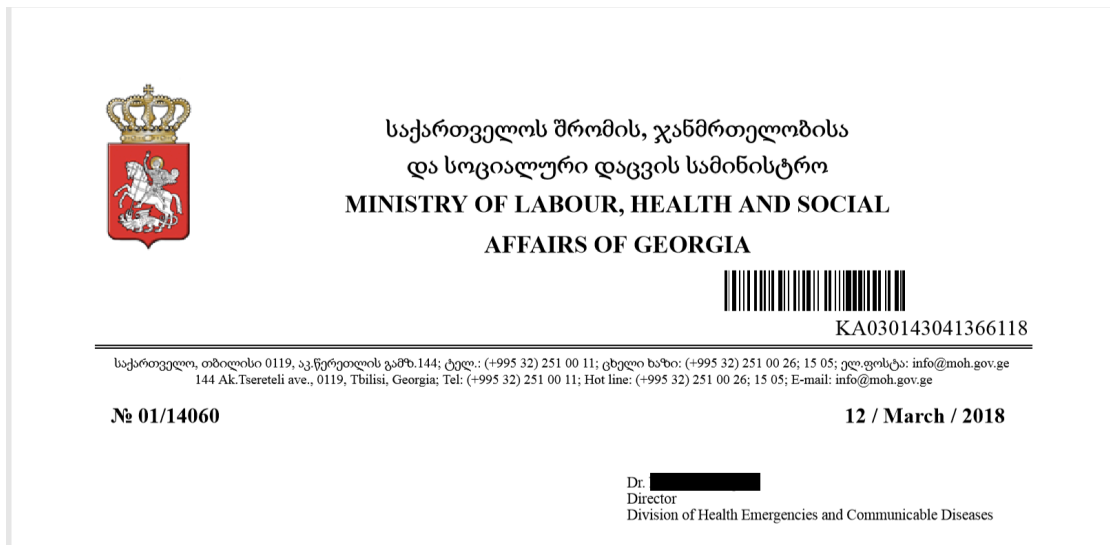 საქართველოს შრომის, ჯანმრთელობისა
და სოციალური დაცვის სამინისტრო
MINISTRY OF LABOUR, HEALTH AND SOCIAL
AFFAIRS OF GEORGIA
KA030143041366118
საქართველო, თბილისი 0119, აკ.წერეთლის გამზ.144; ტელ.: (+995 32) 251 00 11; ცხელი ხაზი: (+995 32) 251 00 26; 15 05; ელ.ფოსტა: info@moh.gov.ge
144 Ak.Tsereteli ave., 0119, Tbilisi, Georgia; Tel: (+995 32) 251 00 11; Hot line: (+995 32) 251 00 26; 15 05; E-mail: info@moh.gov.ge
№ 01/14060
12 / March / 2018
Dr.
Director
Division of Health Emergencies and Communicable Diseases